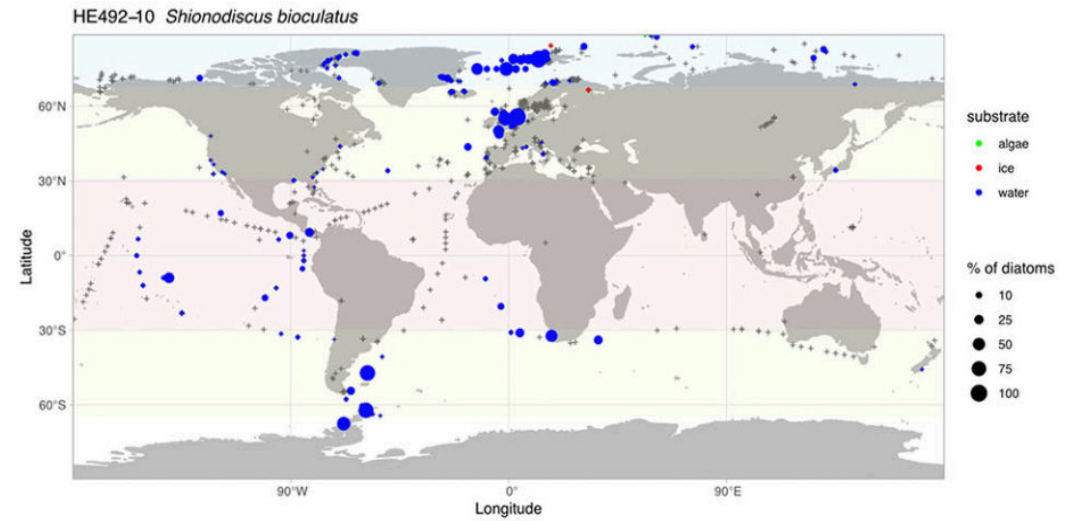 HE492–10 Shionodiscus bioculatus
60°N
30°N
0°
30°S
60°S
Latitude
90°W
0°
90°E
Longitude
substrate
algae
ice
water
% of diatoms
10
25
50
75
100